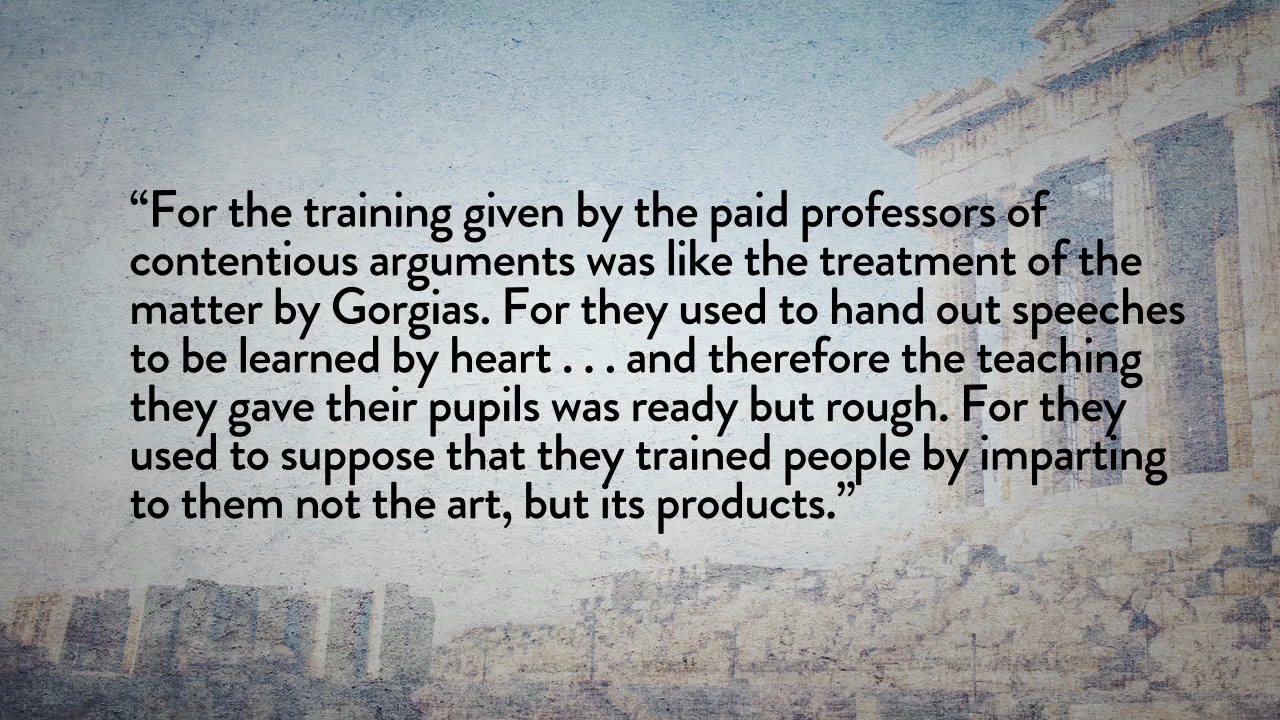 “For the training given by the paid professors of
contentious arguments was like the treatment of the
matter by Gorgias. For they used to hand out speeches
to be learned by heart . . . and therefore the teaching
they gave their pupils was ready but rough. For they
used to suppose that they trained people by imparting
to them not the art, but its products.”